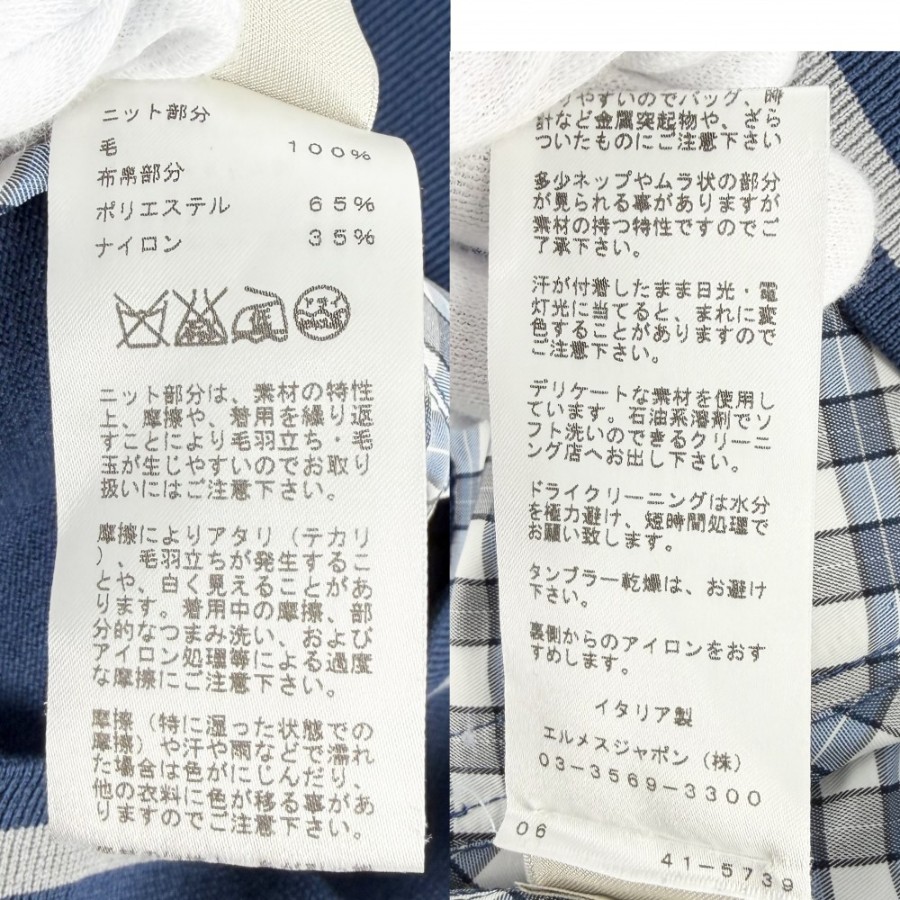 ニット部分
毛 100%
布帛部分
ポリエステル 65%
ナイロン 35%
ドライ
ニット部分は、素材の特性
上、摩擦や、着用を繰り返
すことにより毛羽立ち・毛
玉が生じやすいのでお取り
扱いにはご注意下さい。
摩擦によりアタリ（テカリ
）、毛羽立ちが発生するこ
とや、白く見えることがあ
ります。着用中の摩擦、部
分的なつまみ洗い、および
アイロン処理等による過度
な摩擦にご注意下さい。
摩擦（特に湿った状態での
摩擦）や汗や雨などで濡れ
た場合は色がにじんだり、
他の衣料に色が移る事があ
りますのでご注意下さい。
りやすいのでバッグ、時
計など金属突起物や、ざら
ついたものにご注意下さい
多少ネップやムラ状の部分
が見られる事がありますが
素材の持つ特性ですのでご
了承下さい。
汗が付着したまま日光・電
灯光に当てると、まれに変
色することがありますので
ご注意下さい。
デリケートな素材を使用し
ています。石油系溶剤でソ
フト洗いのできるクリーニ
ング店へお出し下さい。
ドライクリーニングは水分
を極力避け、短時間処理で
お願い致します。
タンブラー乾燥は、お避け
下さい。
裏側からのアイロンをおす
すめします。
イタリア製
エルメスジャポン（株）
03-3569-3300
06
41-5739